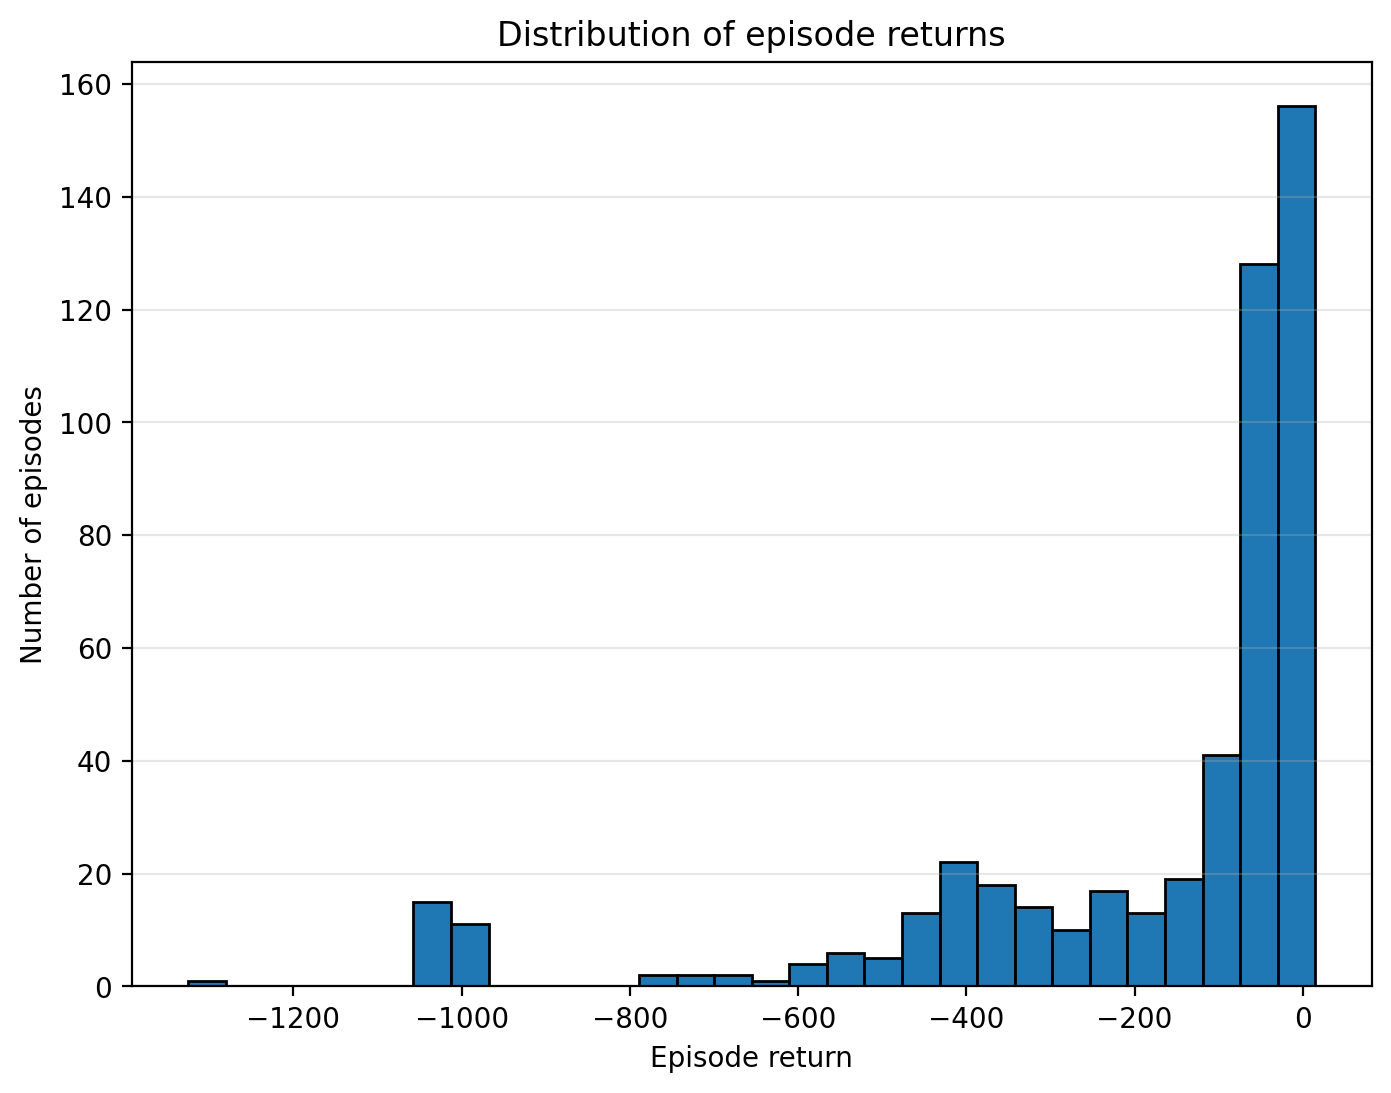 Distribution of episode returns
160
140
120
100
80
60
40
20
0
Number of episodes
−1200 −1000 −800 −600 −400 −200 0
Episode return